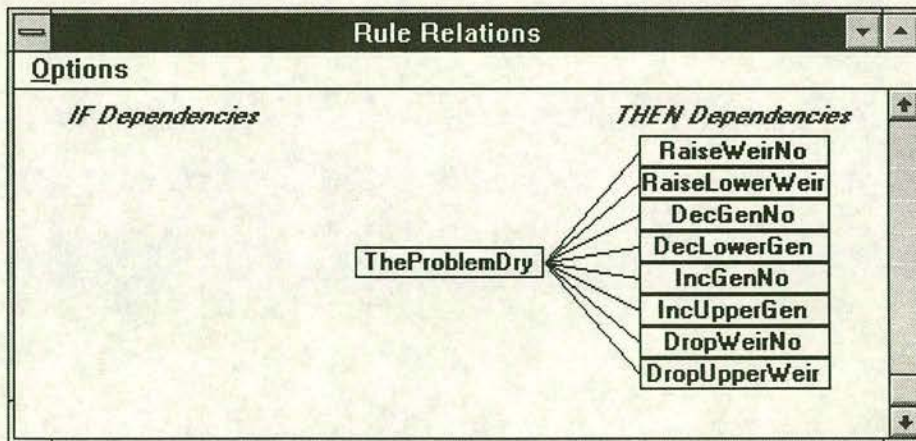 Rule Relations
Options
IF Dependencies
THEN Dependencies
TheProblemDry
RaiseWeirNo
RaiseLowerWeir
DecGenNo
DecLowerGen
IncGenNo
IncUpperGen
DropWeirNo
DropUpperWeir